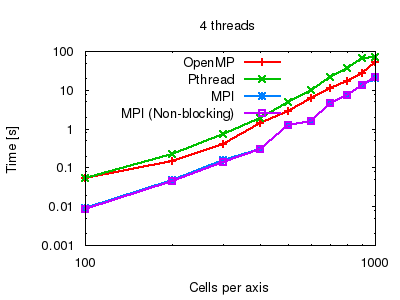 4 threads
Time [s]
100
10
1
0.1
0.01
0.001
OpenMP
Pthread
MPI
MPI (Non-blocking)
100
1000
Cells per axis